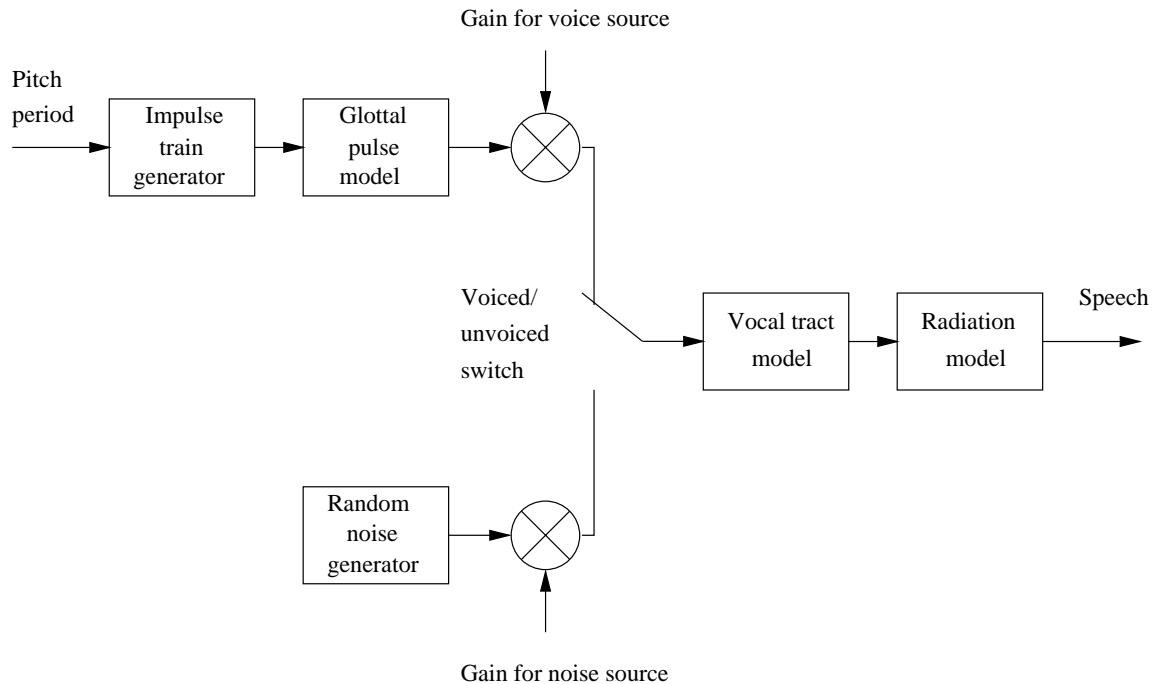 Gain for voice source
Pitch
period
Impulse
train
generator
Glottal
pulse
model
Voiced/
unvoiced
switch
Vocal tract
model
Radiation
model
Speech
Random
noise
generator
Gain for noise source